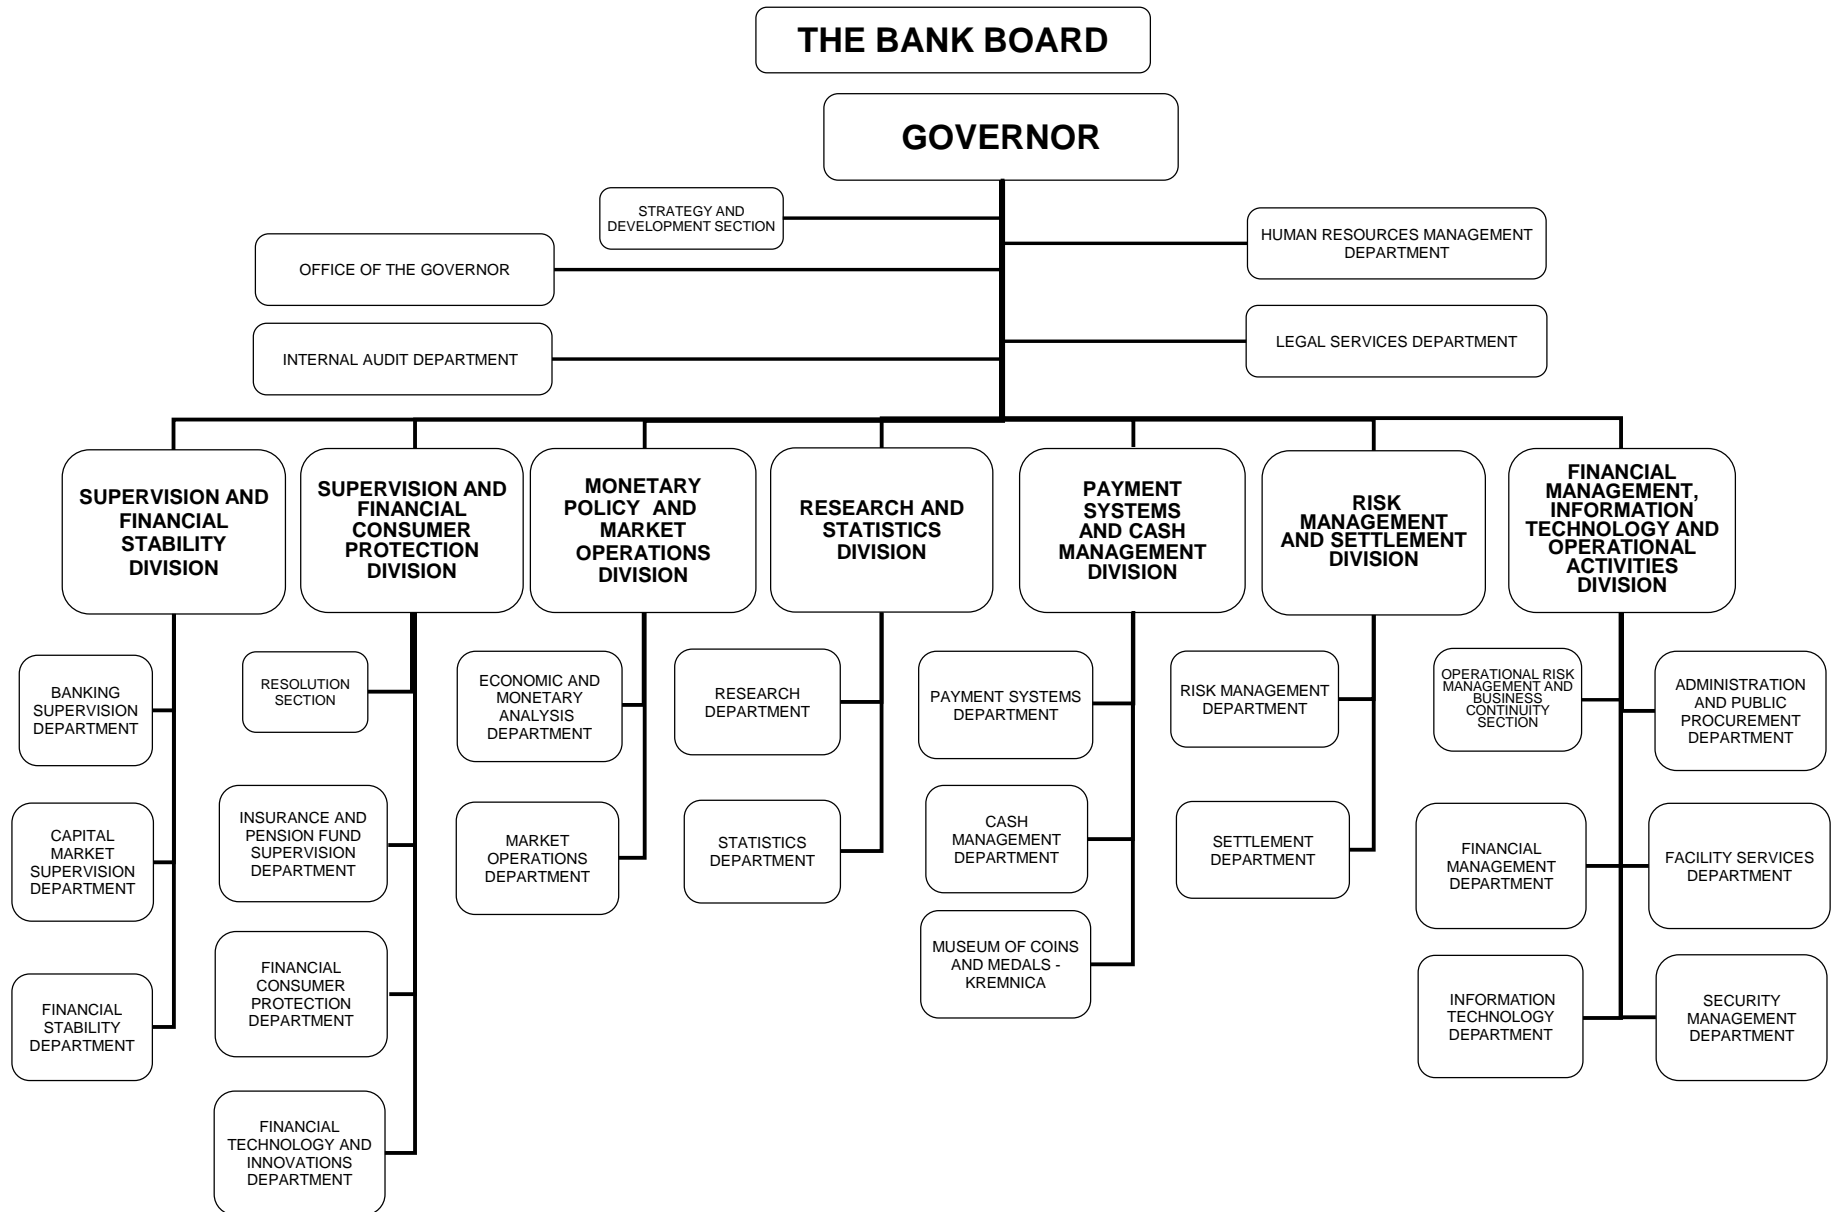 THE BANK BOARD
GOVERNOR
STRATEGY AND
DEVELOPMENT SECTION
HUMAN RESOURCES MANAGEMENT
DEPARTMENT
OFFICE OF THE GOVERNOR
LEGAL SERVICES DEPARTMENT
INTERNAL AUDIT DEPARTMENT
SUPERVISION AND
FINANCIAL
STABILITY
DIVISION
SUPERVISION AND
FINANCIAL
CONSUMER
PROTECTION
DIVISION
MONETARY
POLICY AND
MARKET
OPERATIONS
DIVISION
RESEARCH AND
STATISTICS
DIVISION
PAYMENT
SYSTEMS
AND CASH
MANAGEMENT
DIVISION
RISK
MANAGEMENT
AND SETTLEMENT
DIVISION
FINANCIAL
MANAGEMENT,
INFORMATION
TECHNOLOGY AND
OPERATIONAL
ACTIVITIES
DIVISION
BANKING
SUPERVISION
DEPARTMENT
RESOLUTION
SECTION
ECONOMIC AND
MONETARY
ANALYSIS
DEPARTMENT
RESEARCH
DEPARTMENT
PAYMENT SYSTEMS
DEPARTMENT
RISK MANAGEMENT
DEPARTMENT
OPERATIONAL RISK
MANAGEMENT AND
BUSINESS
CONTINUITY
SECTION
ADMINISTRATION
AND PUBLIC
PROCUREMENT
DEPARTMENT
CAPITAL
MARKET
SUPERVISION
DEPARTMENT
INSURANCE AND
PENSION FUND
SUPERVISION
DEPARTMENT
MARKET
OPERATIONS
DEPARTMENT
STATISTICS
DEPARTMENT
CASH
MANAGEMENT
DEPARTMENT
SETTLEMENT
DEPARTMENT
FINANCIAL
MANAGEMENT
DEPARTMENT
FACILITY SERVICES
DEPARTMENT
FINANCIAL
STABILITY
DEPARTMENT
FINANCIAL
CONSUMER
PROTECTION
DEPARTMENT
MUSEUM OF COINS
AND MEDALS -
KREMNICA
INFORMATION
TECHNOLOGY
DEPARTMENT
SECURITY
MANAGEMENT
DEPARTMENT
FINANCIAL
TECHNOLOGY AND
INNOVATIONS
DEPARTMENT